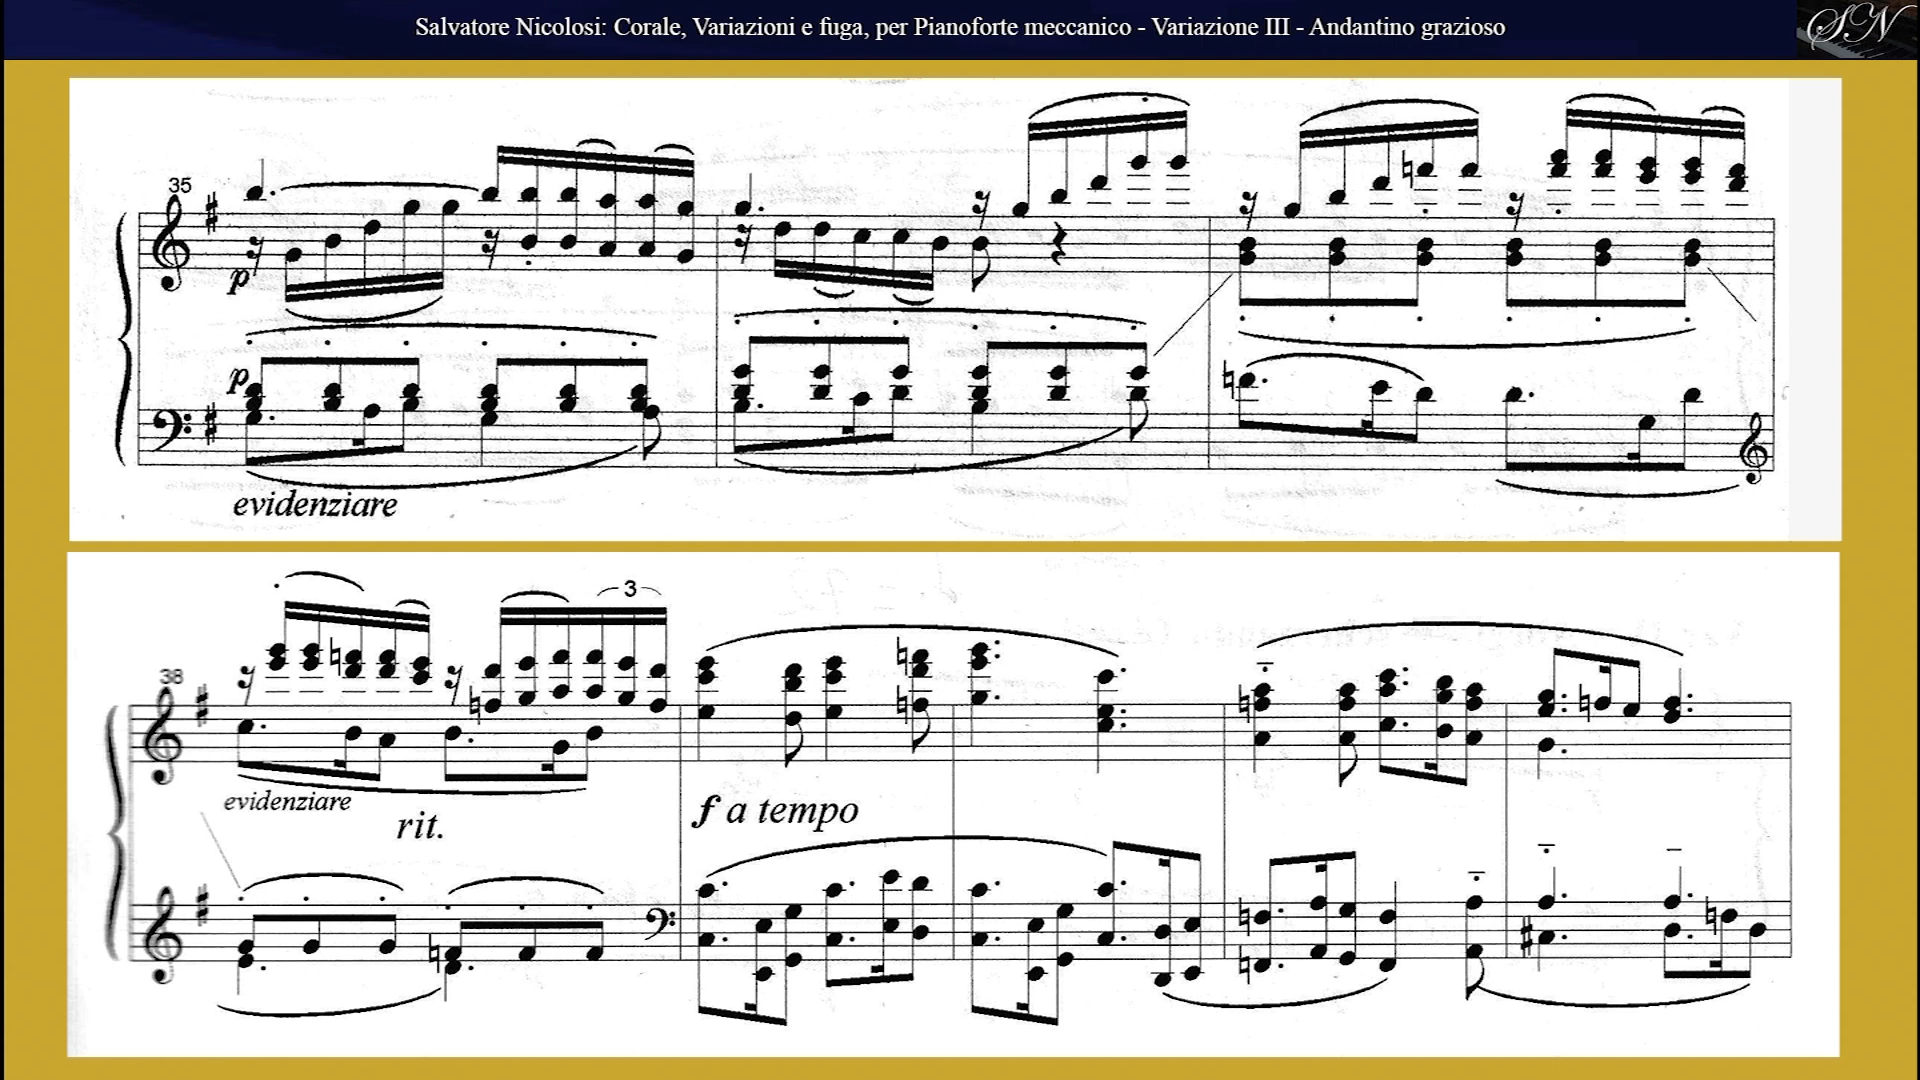 Salvatore Nicolosi: Corale, Variazioni e fuga, per Pianoforte meccanico - Variazione III - Andantino grazioso
SN
35
p
p
evidenziare
3
38
evidenziare
rit.
f a tempo